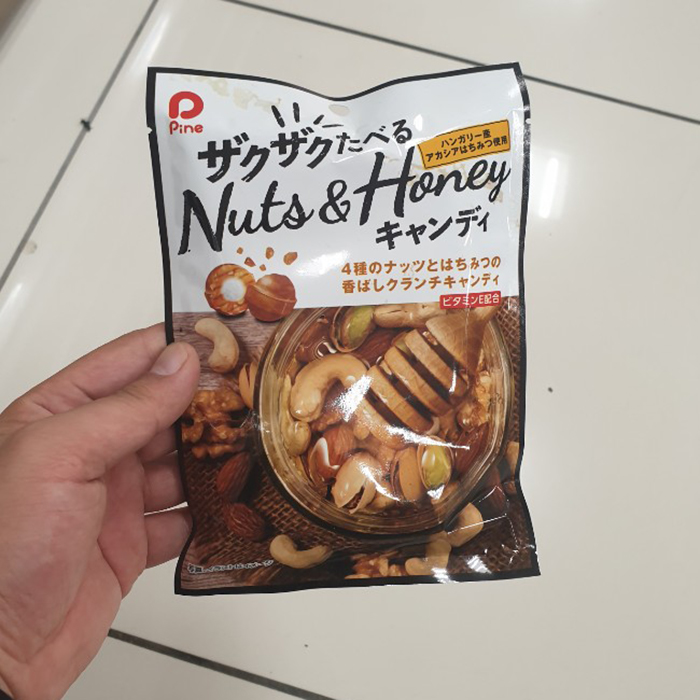 Pine
ザクザクたべる
ハンガリー産
アカシアはちみつ使用
Nuts & Honey
キャンディ
4種のナッツとはちみつの
香ばしクランチキャンディ
ビタミンE配合